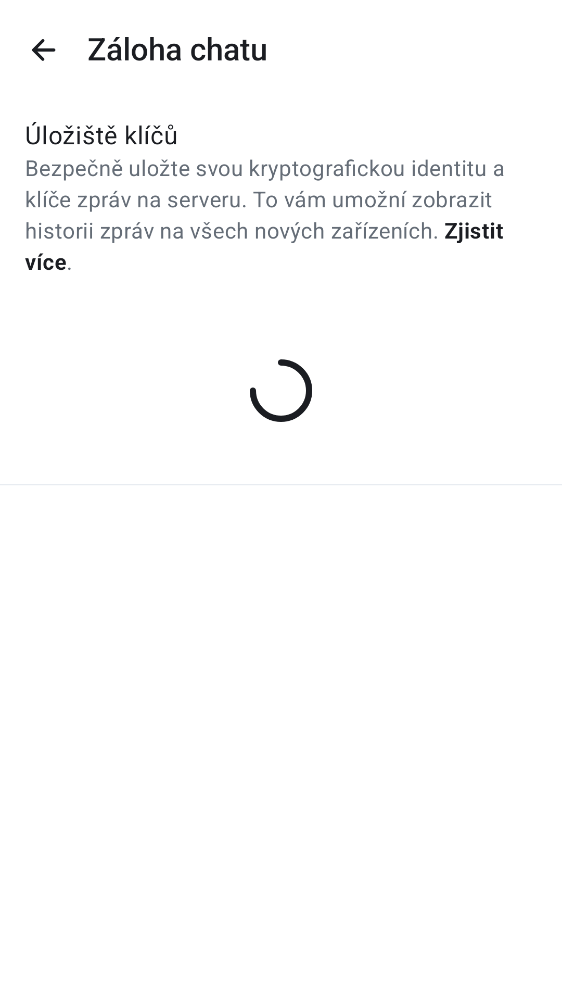 Záloha chatu
Úložiště klíčů
Bezpečně uložte svou kryptografickou identitu a
klíče zpráv na serveru. To vám umožní zobrazit
historii zpráv na všech nových zařízeních. Zjistit
více.